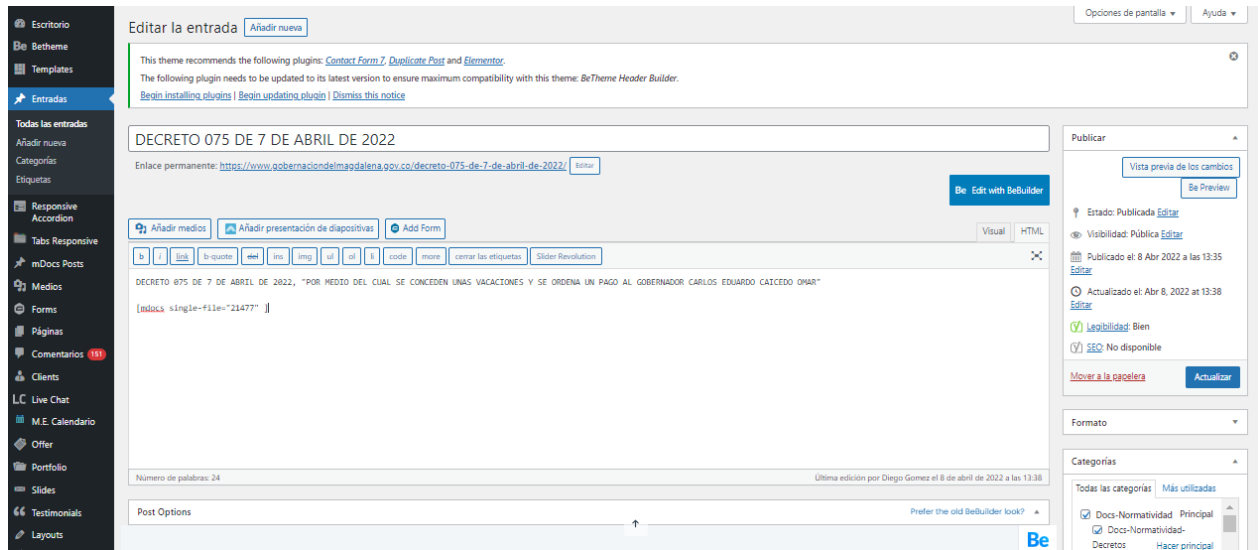 Opciones de pantalla
Ayuda
Escritorio
Be Betheme
Templates
Entradas
Todas las entradas
Añadir nueva
Categorías
Etiquetas
Responsive
Accordion
Tabs Responsive
mDocs Posts
Medios
Forms
Páginas
Comentarios 151
Clients
LC Live Chat
M.E. Calendario
Offer
Portfolio
Slides
Testimonials
Layouts
Editar la entrada Añadir nueva
This theme recommends the following plugins: Contact Form 7, Duplicate Post and Elementor.
The following plugin needs to be updated to its latest version to ensure maximum compatibility with this theme: BeTheme Header Builder.
Begin installing plugins | Begin updating plugin | Dismiss this notice
DECRETO 075 DE 7 DE ABRIL DE 2022
Enlace permanente: https://www.gobernaciondelmagdalena.gov.co/decreto-075-de-7-de-abril-de-2022/ Editar
Be Edit with BeBuilder
Añadir medios Añadir presentación de diapositivas Add Form
Visual HTML
b i link b-quote del ins img ul ol li code more cerrar las etiquetas Slider Revolution
DECRETO 075 DE 7 DE ABRIL DE 2022, "POR MEDIO DEL CUAL SE CONCEDEN UNAS VACACIONES Y SE ORDENA UN PAGO AL GOBERNADOR CARLOS EDUARDO CAICEDO OMAR"
[mdocs single-file="21477" ]
Número de palabras: 24
Última edición por Diego Gomez el 8 de abril de 2022 a las 13:38
Post Options
Prefer the old BeBuilder look?
Be
Publicar
Vista previa de los cambios
Be Preview
Estado: Publicada Editar
Visibilidad: Pública Editar
Publicado el: 8 Abr 2022 a las 13:35
Editar
Actualizado el: Abr 8, 2022 at 13:38
Editar
Legibilidad: Bien
SEO: No disponible
Mover a la papelera Actualizar
Formato
Categorías
Todas las categorías Más utilizadas
Docs-Normatividad Principal
Docs-Normatividad-
Decretos Hacer principal